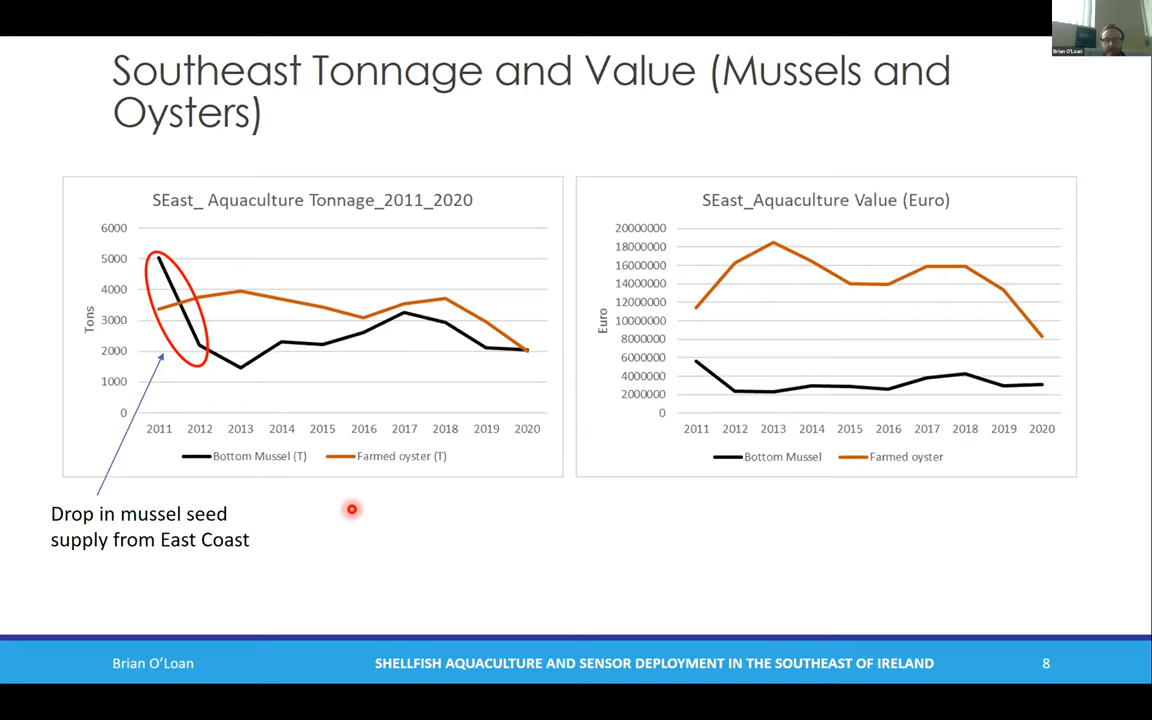 Brian O'Loan
Southeast Tonnage and Value (Mussels and
Oysters)
SEast_ Aquaculture Tonnage_2011_2020
6000
5000
4000
3000
2000
1000
0
Tons
2011 2012 2013 2014 2015 2016 2017 2018 2019 2020
Bottom Mussel (T) Farmed oyster (T)
SEast_Aquaculture Value (Euro)
20000000
18000000
16000000
14000000
12000000
10000000
8000000
6000000
4000000
2000000
0
Euro
2011 2012 2013 2014 2015 2016 2017 2018 2019 2020
Bottom Mussel Farmed oyster
Drop in mussel seed
supply from East Coast
Brian O'Loan SHELLFISH AQUACULTURE AND SENSOR DEPLOYMENT IN THE SOUTHEAST OF IRELAND 8